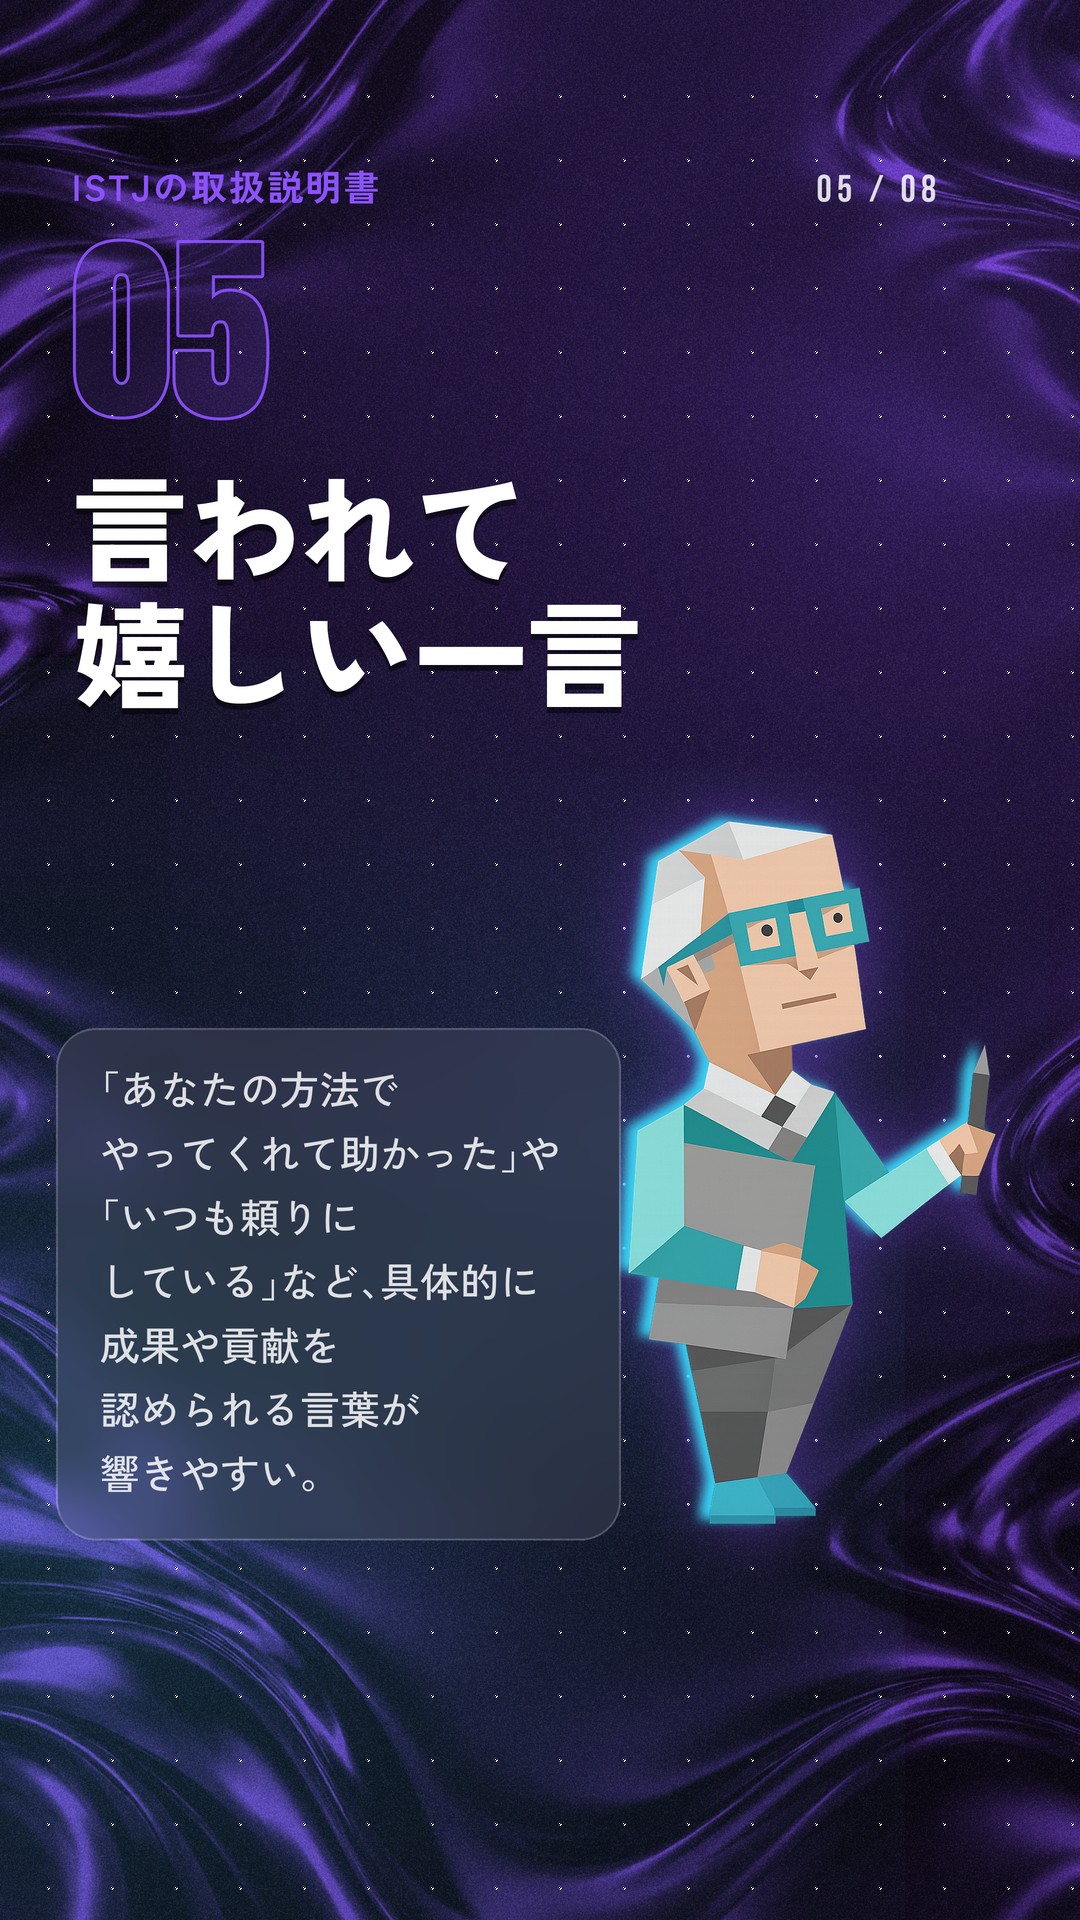 ISTJの取扱説明書
05 / 08
05
言われて
嬉しい一言
「あなたの方法で
やってくれて助かった」や
「いつも頼りに
している」など、具体的に
成果や貢献を
認められる言葉が
響きやすい。